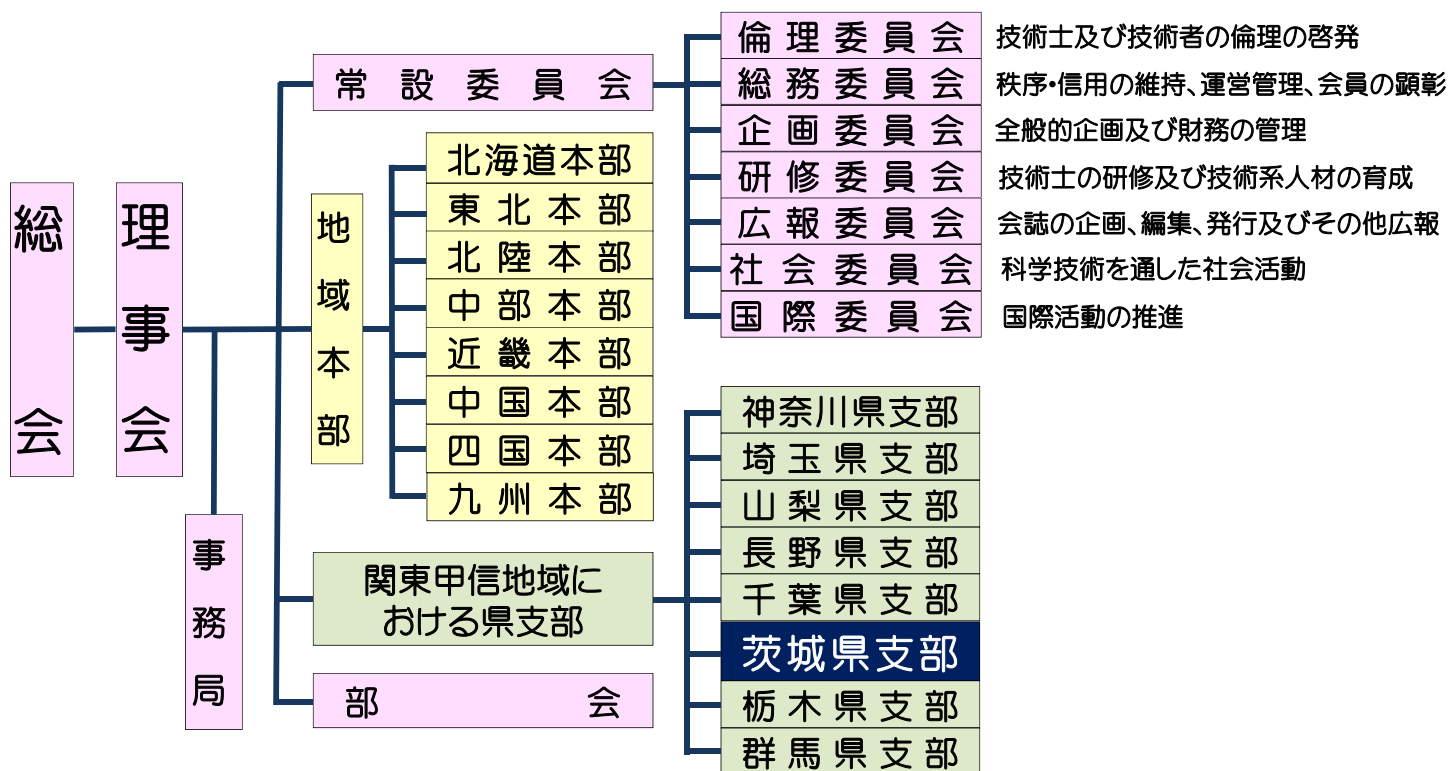 総会
理事会
事務局
常設委員会
倫理委員会 技術士及び技術者の倫理の啓発
総務委員会 秩序・信用の維持、運営管理、会員の顕彰
企画委員会 全般的企画及び財務の管理
研修委員会 技術士の研修及び技術系人材の育成
広報委員会 会誌の企画、編集、発行及びその他広報
社会委員会 科学技術を通した社会活動
国際委員会 国際活動の推進
地域本部
北海道本部
東北本部
北陸本部
中部本部
近畿本部
中国本部
四国本部
九州本部
関東甲信地域に
おける県支部
神奈川県支部
埼玉県支部
山梨県支部
長野県支部
千葉県支部
茨城県支部
栃木県支部
群馬県支部
部会